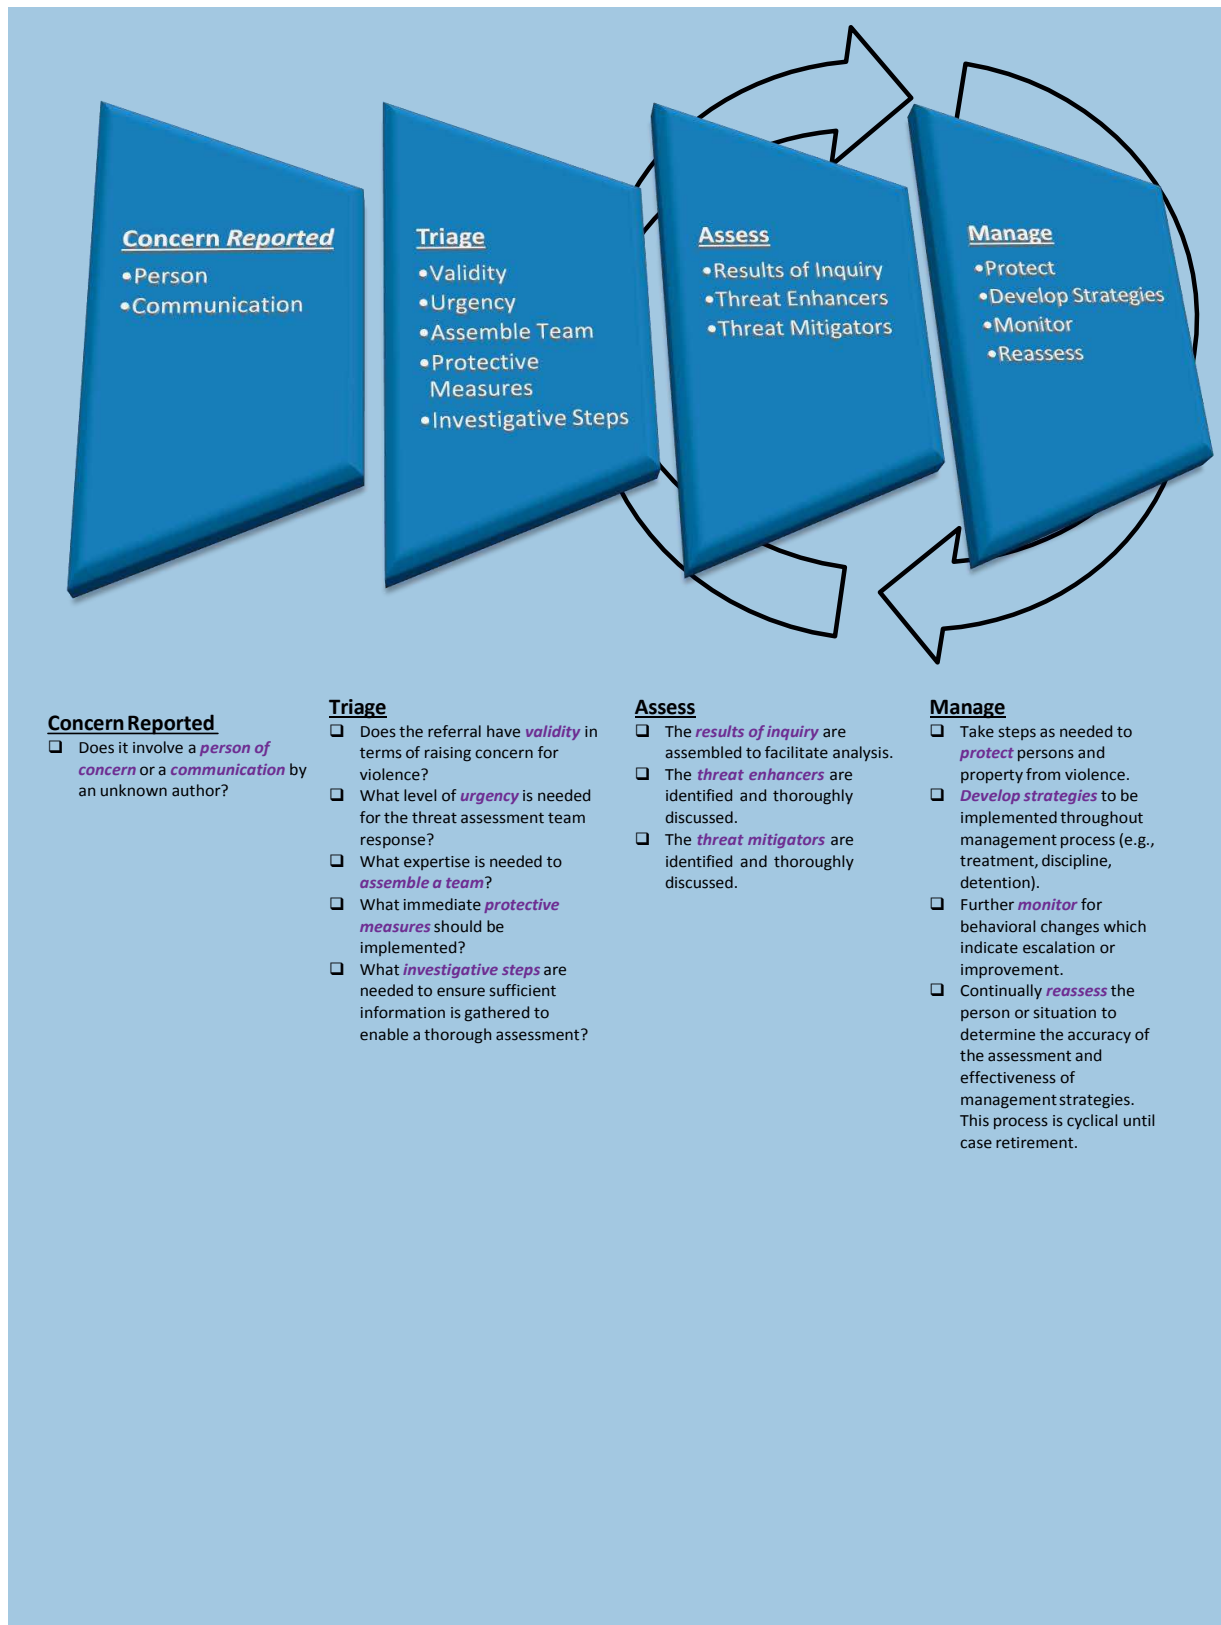 Concern Reported
•Person
•Communication
Triage
•Validity
•Urgency
•Assemble Team
•Protective
Measures
•Investigative Steps
Assess
•Results of Inquiry
•Threat Enhancers
•Threat Mitigators
Manage
•Protect
•Develop Strategies
•Monitor
•Reassess
Concern Reported
❑ Does it involve a person of
concern or a communication by
an unknown author?
Triage
❑ Does the referral have validity in
terms of raising concern for
violence?
❑ What level of urgency is needed
for the threat assessment team
response?
❑ What expertise is needed to
assemble a team?
❑ What immediate protective
measures should be
implemented?
❑ What investigative steps are
needed to ensure sufficient
information is gathered to
enable a thorough assessment?
Assess
❑ The results of inquiry are
assembled to facilitate analysis.
❑ The threat enhancers are
identified and thoroughly
discussed.
❑ The threat mitigators are
identified and thoroughly
discussed.
Manage
❑ Take steps as needed to
protect persons and
property from violence.
❑ Develop strategies to be
implemented throughout
management process (e.g.,
treatment, discipline,
detention).
❑ Further monitor for
behavioral changes which
indicate escalation or
improvement.
❑ Continually reassess the
person or situation to
determine the accuracy of
the assessment and
effectiveness of
management strategies.
This process is cyclical until
case retirement.